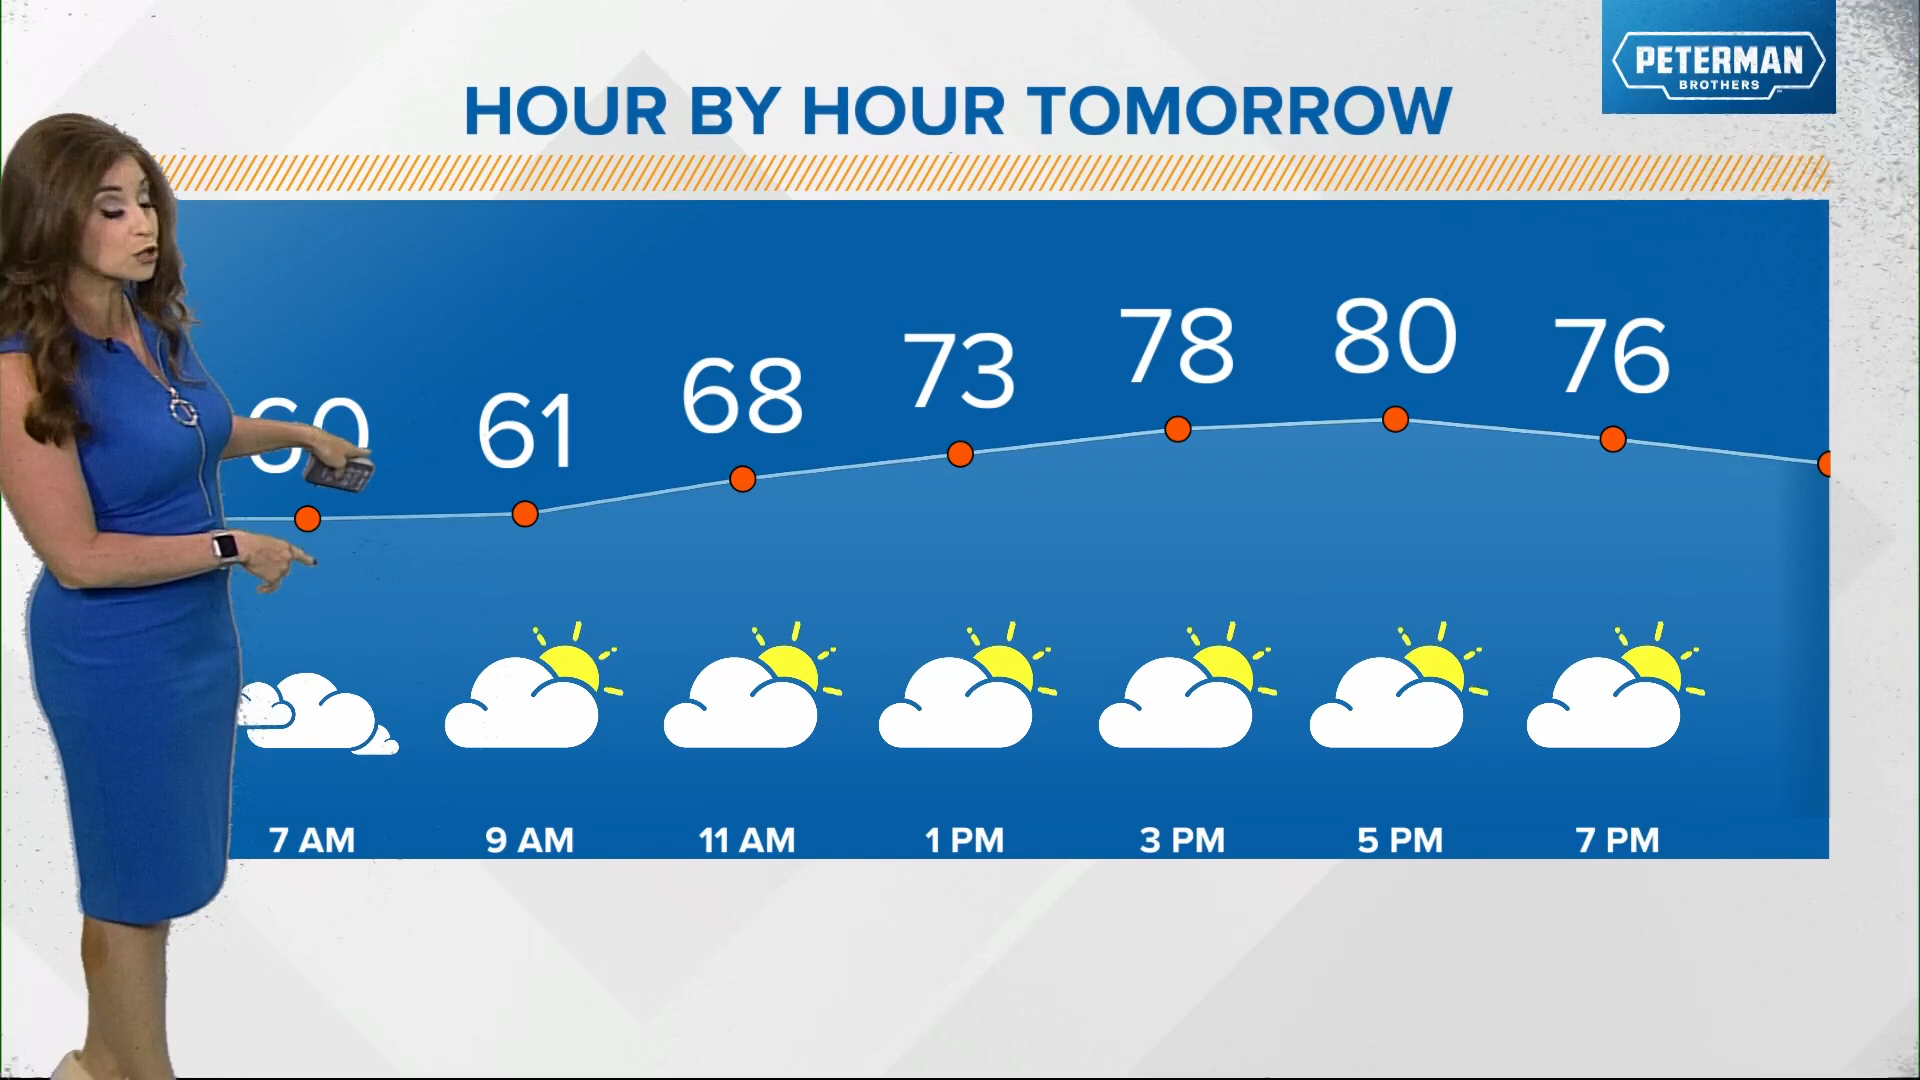 PETERMAN
BROTHERS
HOUR BY HOUR TOMORROW
60 61 68 73 78 80 76
7 AM 9 AM 11 AM 1 PM 3 PM 5 PM 7 PM